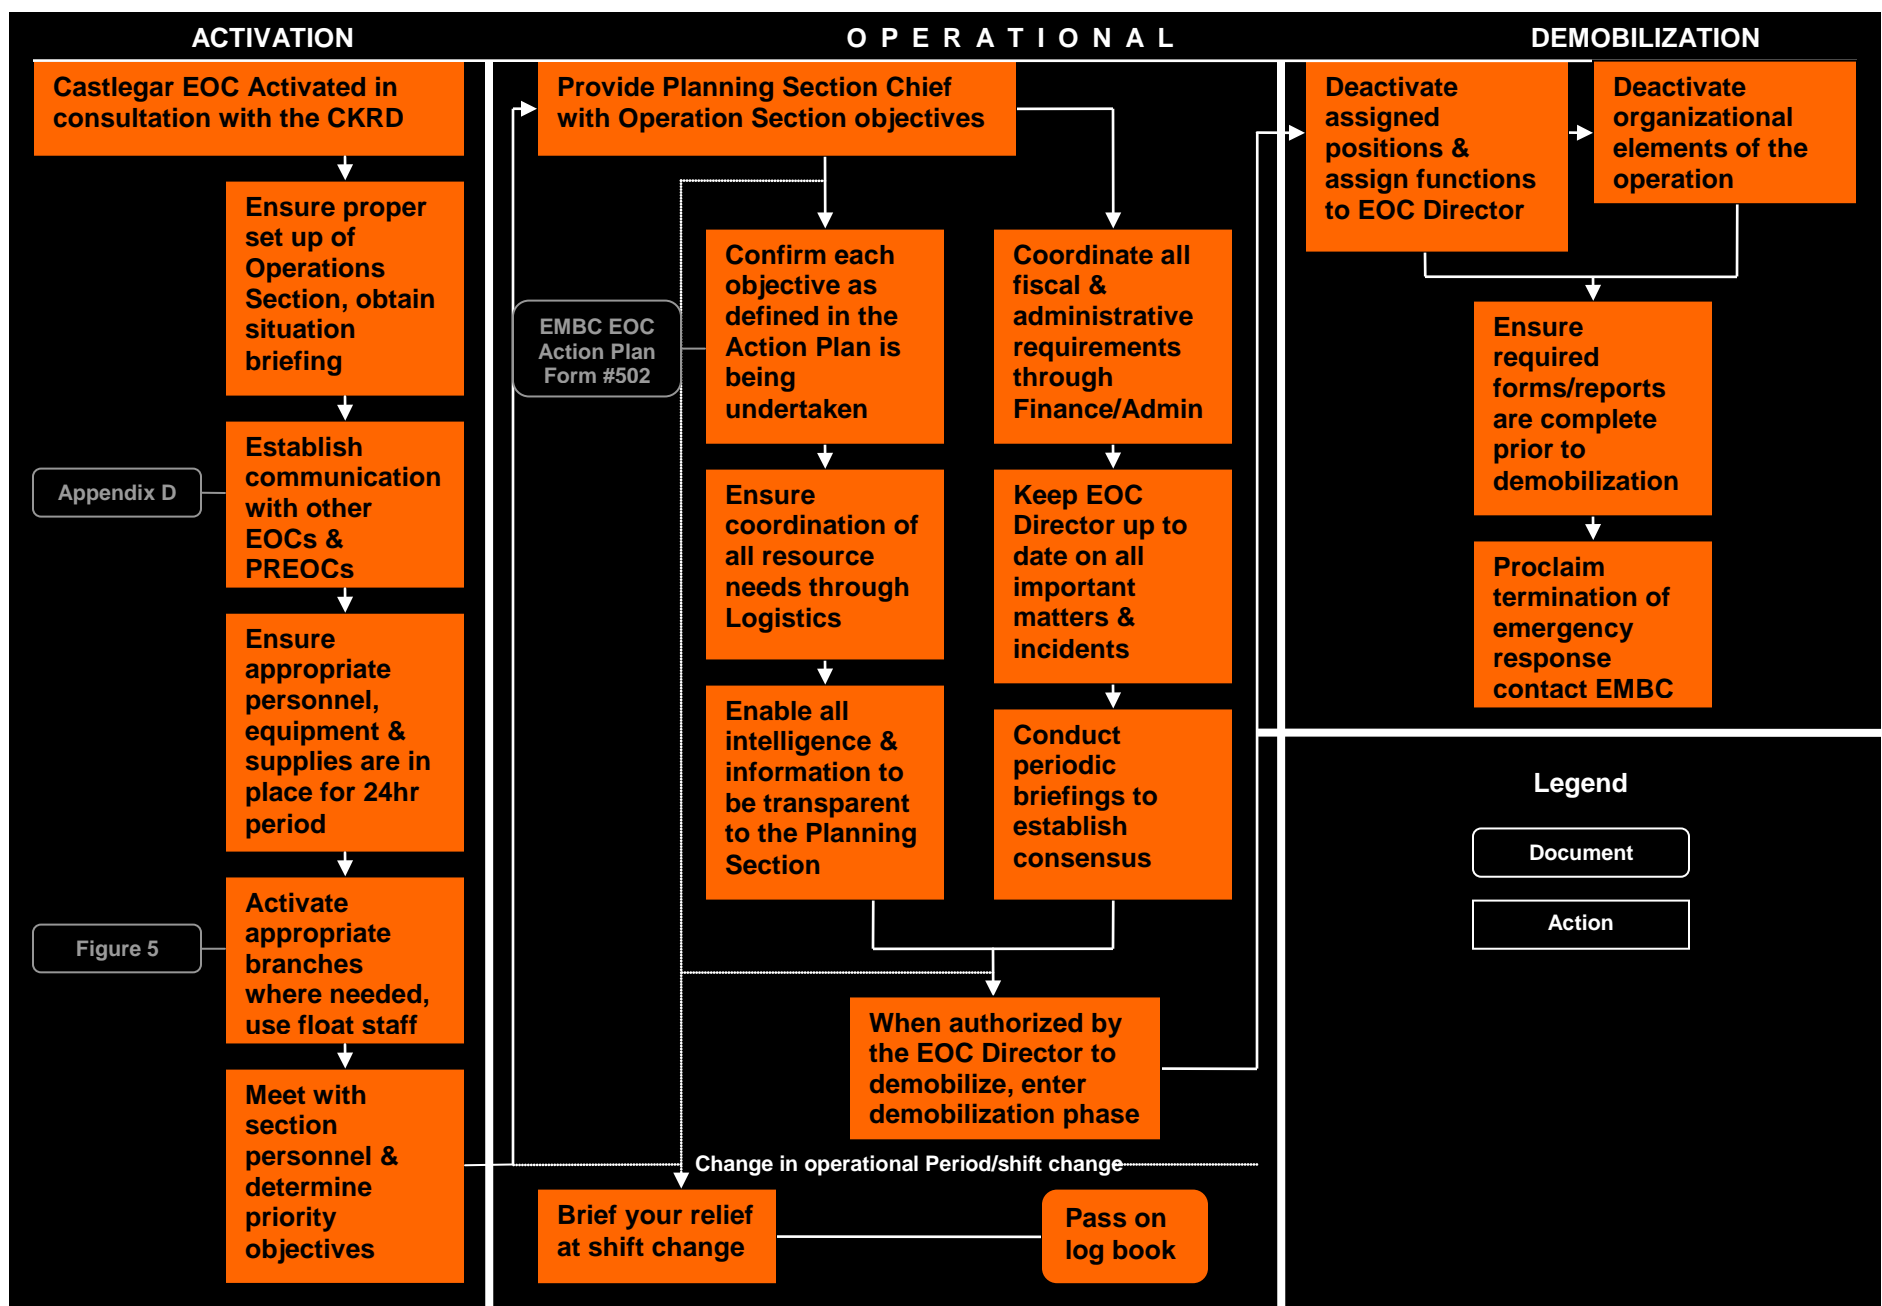 ACTIVATION
Castlegar EOC Activated in
consultation with the CKRD
Ensure proper
set up of
Operations
Section, obtain
situation
briefing
Establish
communication
with other
EOCs &
PREOCs
Appendix D
Ensure
appropriate
personnel,
equipment &
supplies are in
place for 24hr
period
Activate
appropriate
branches
where needed,
use float staff
Figure 5
Meet with
section
personnel &
determine
priority
objectives
O P E R A T I O N A L
Provide Planning Section Chief
with Operation Section objectives
Confirm each
objective as
defined in the
Action Plan is
being
undertaken
EMBC EOC
Action Plan
Form #502
Ensure
coordination of
all resource
needs through
Logistics
Enable all
intelligence &
information to
be transparent
to the Planning
Section
Coordinate all
fiscal &
administrative
requirements
through
Finance/Admin
Keep EOC
Director up to
date on all
important
matters &
incidents
Conduct
periodic
briefings to
establish
consensus
When authorized by
the EOC Director to
demobilize, enter
demobilization phase
Change in operational Period/shift change
Brief your relief
at shift change
Pass on
log book
DEMOBILIZATION
Deactivate
assigned
positions &
assign functions
to EOC Director
Deactivate
organizational
elements of the
operation
Ensure
required
forms/reports
are complete
prior to
demobilization
Proclaim
termination of
emergency
response
contact EMBC
Legend
Document
Action